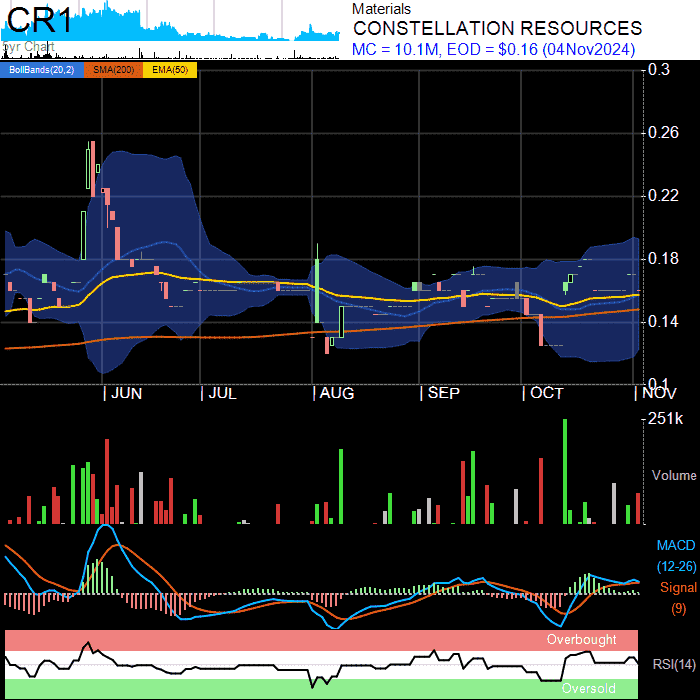 CR1
5yr Chart
Materials
CONSTELLATION RESOURCES
MC = 10.1M, EOD = $0.16 (04Nov2024)
BollBands(20,2) SMA(200) EMA(50)
0.3
0.26
0.22
0.18
0.14
0.1
JUN JUL AUG SEP OCT NOV
251k
Volume
MACD
(12-26)
Signal
(9)
Overbought
RSI(14)
Oversold